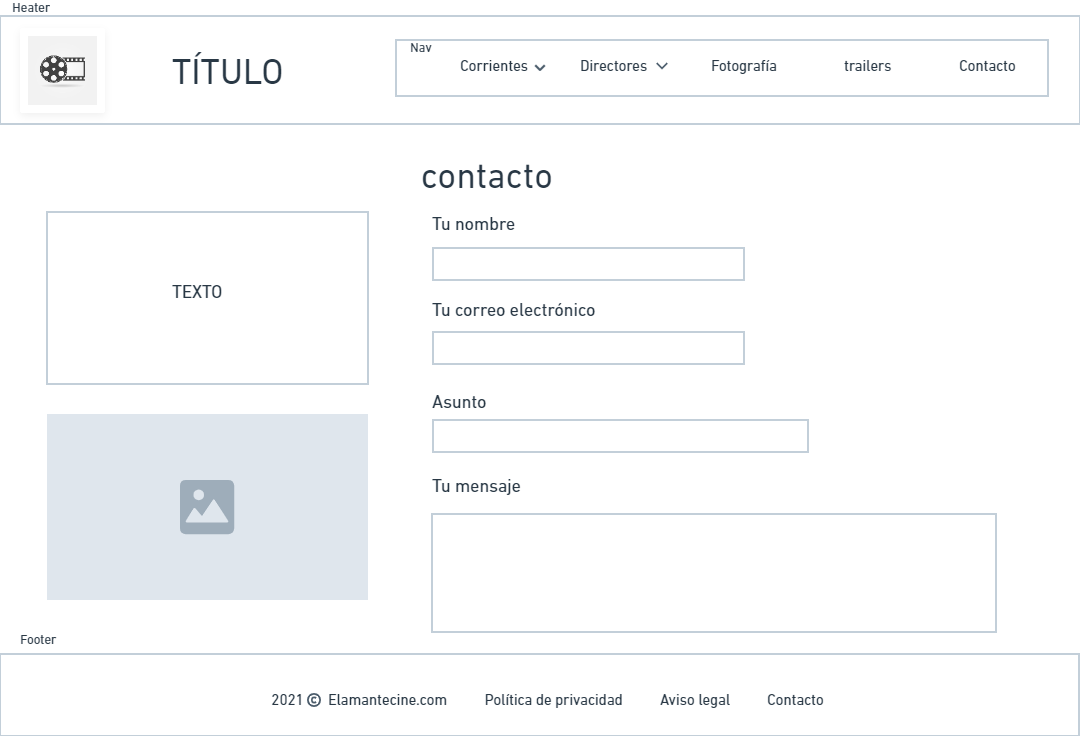 Heater
TÍTULO
Nav
Corrientes Directores Fotografía trailers Contacto
contacto
Tu nombre
TEXTO
Tu correo electrónico
Asunto
Tu mensaje
Footer
2021 © Elamantecine.com Política de privacidad Aviso legal Contacto